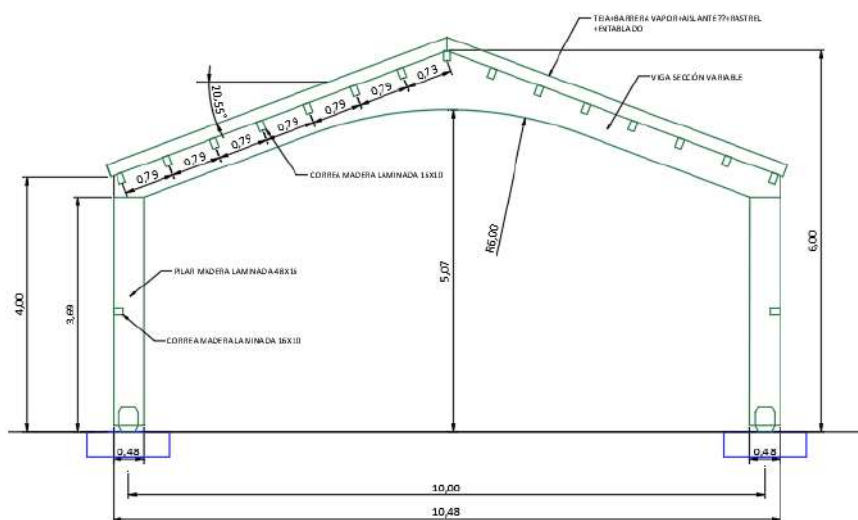 TEJA+BARRERA VAPOR+AISLANTE??+RASTREL
+ENTABLADO
VIGA SECCIÓN VARIABLE
20,55°
0,73
0,79
0,79
0,79
0,79
0,79
0,79
0,79
CORREA MADERA LAMINADA 16X10
R6,00
5,07
6,00
4,00
3,69
PILAR MADERA LAMINADA 48X16
CORREA MADERA LAMINADA 16X10
0,48
0,48
10,00
10,48